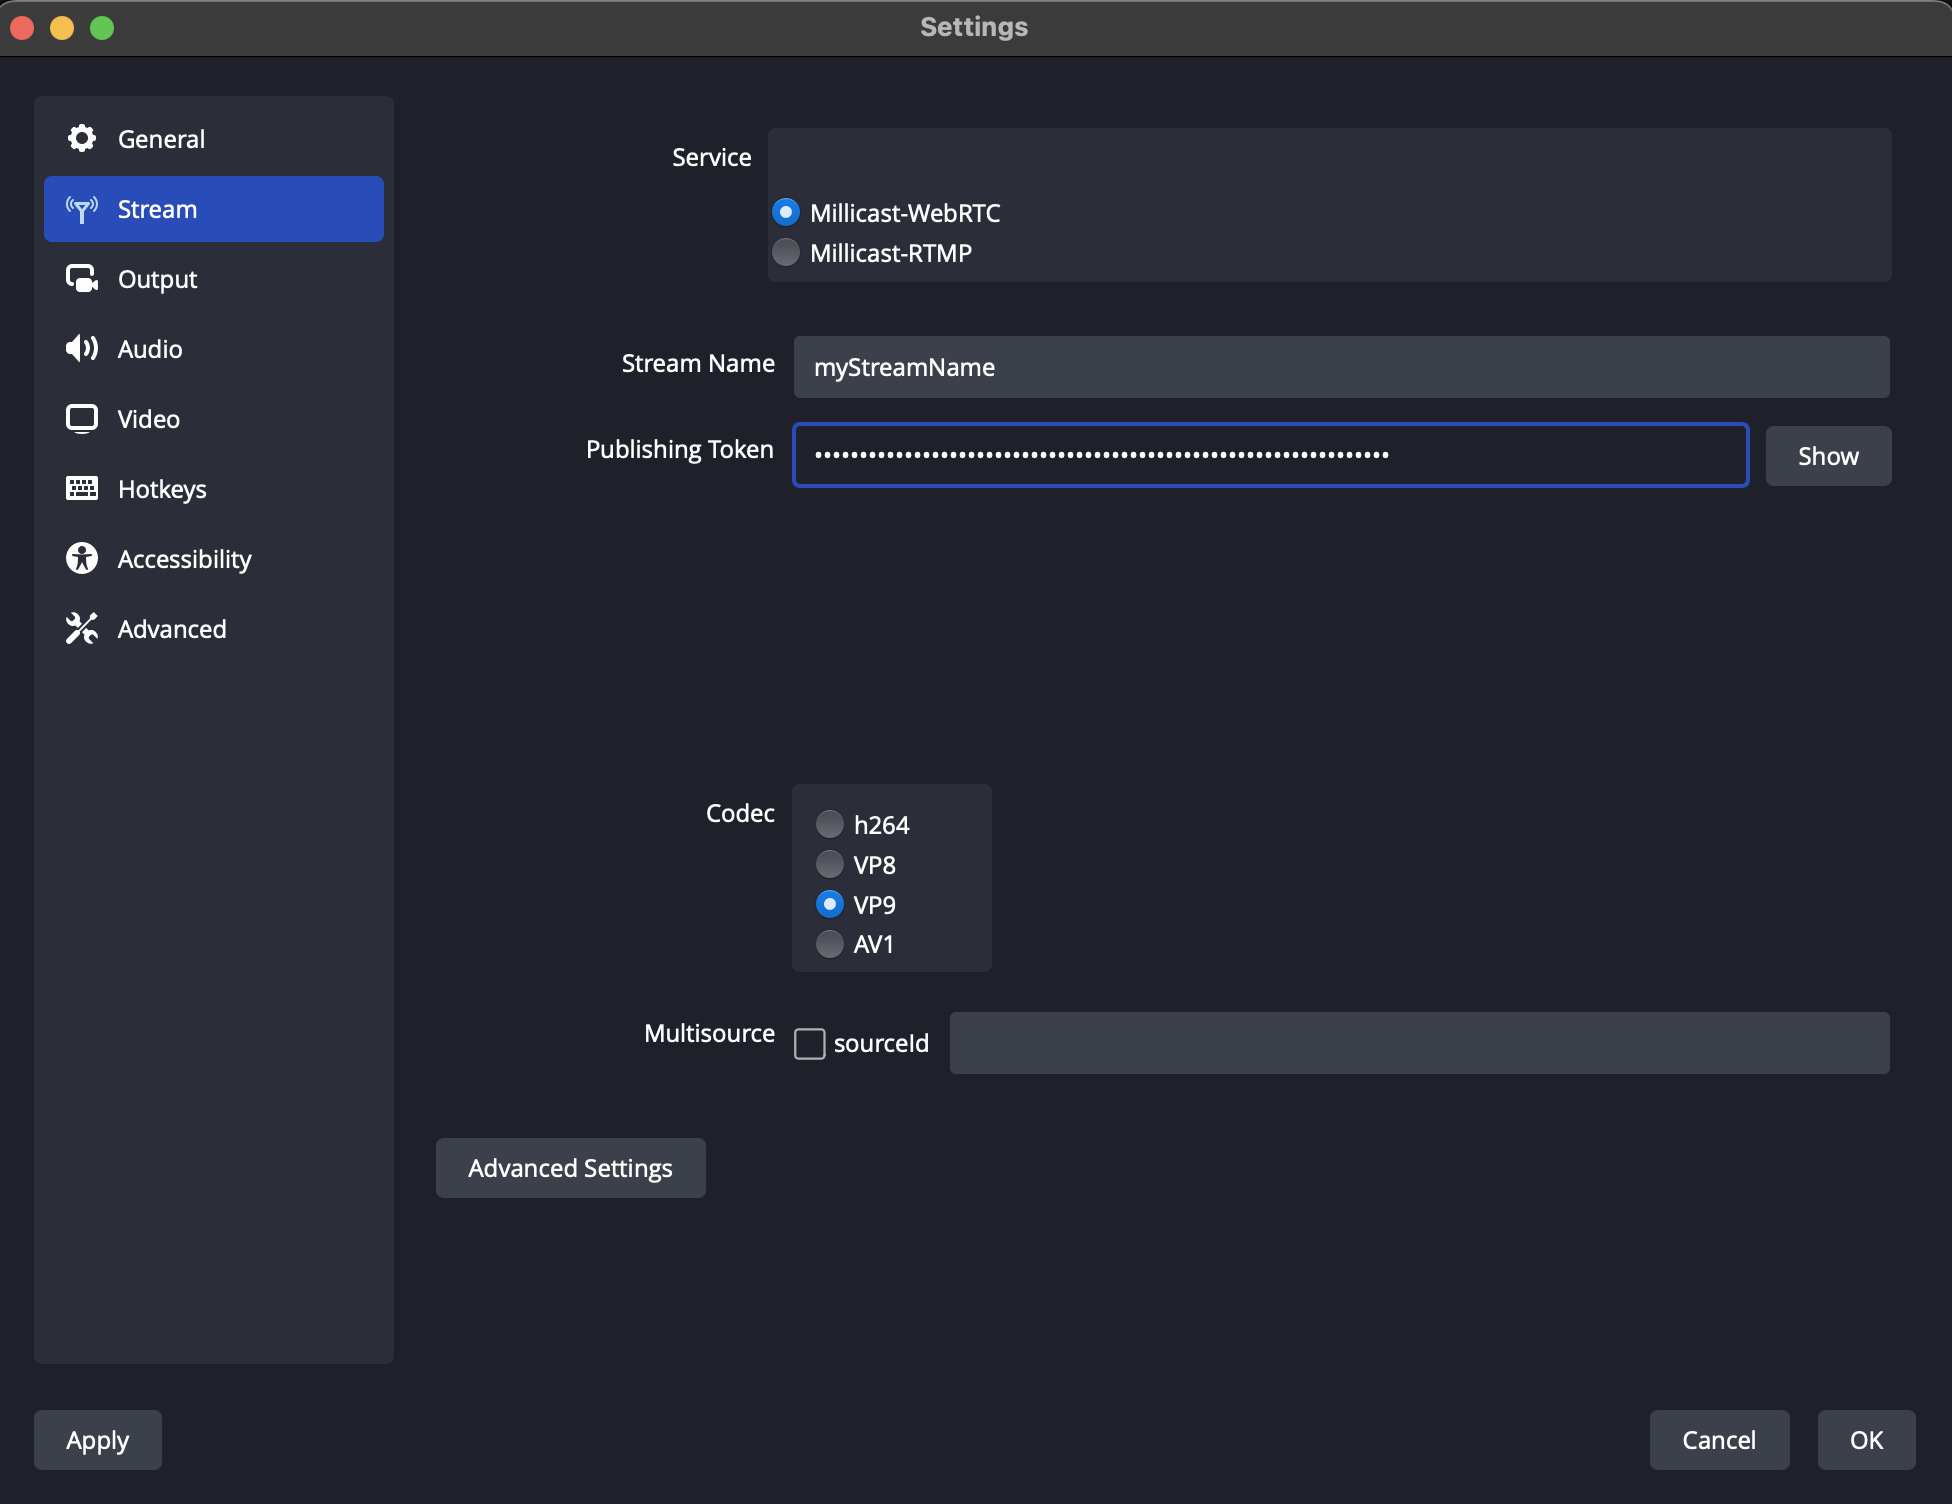 Settings
General
Stream
Output
Audio
Video
Hotkeys
Accessibility
Advanced
Service
Millicast-WebRTC
Millicast-RTMP
Stream Name
myStreamName
Publishing Token
Show
Codec
h264
VP8
VP9
AV1
Multisource
sourceId
Advanced Settings
Apply
Cancel
OK